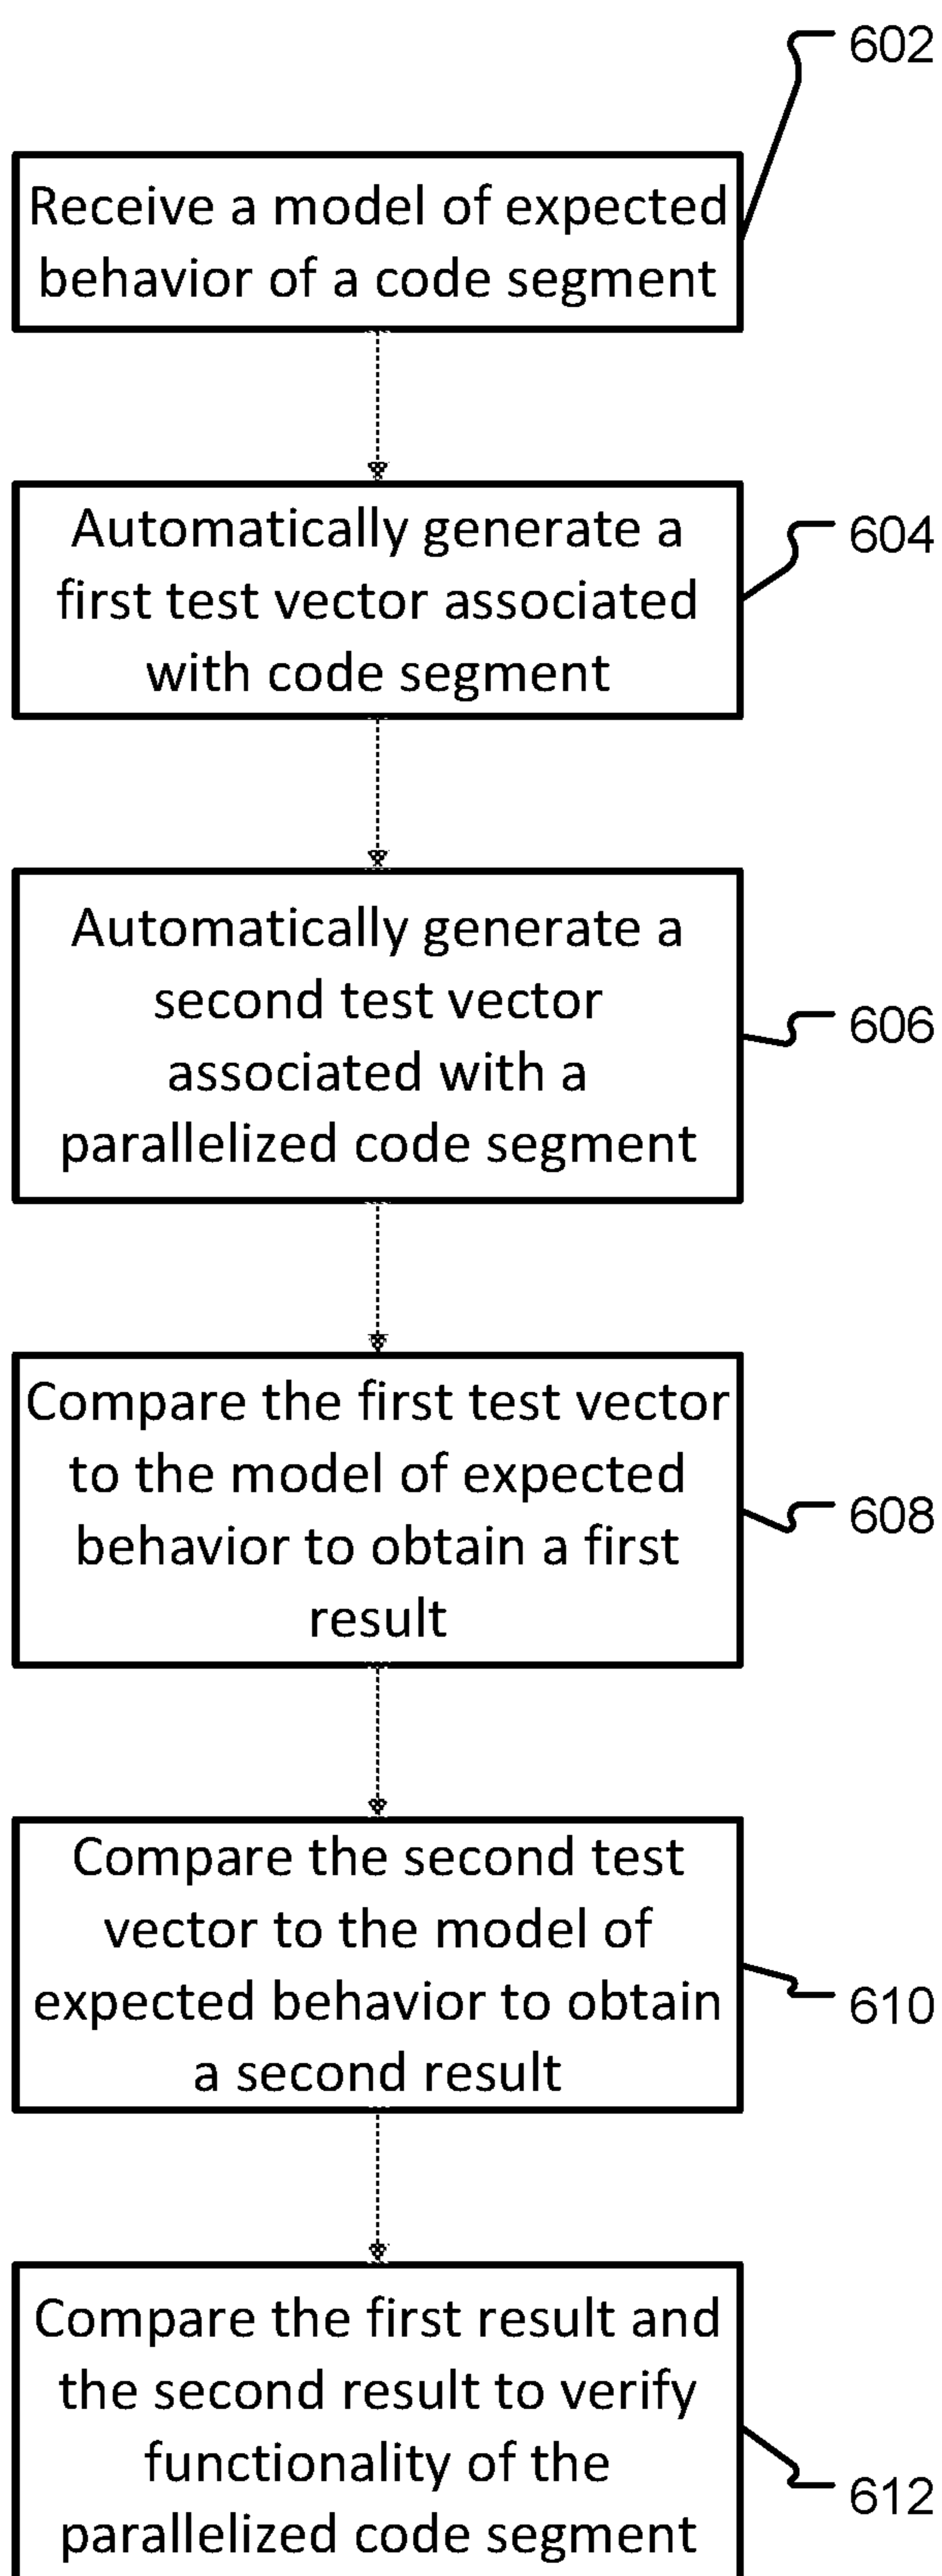 602
Receive a model of expected
behavior of a code segment
Automatically generate a
first test vector associated
with code segment
604
Automatically generate a
second test vector
associated with a
parallelized code segment
606
Compare the first test vector
to the model of expected
behavior to obtain a first
result
608
Compare the second test
vector to the model of
expected behavior to obtain
a second result
610
Compare the first result and
the second result to verify
functionality of the
parallelized code segment
612